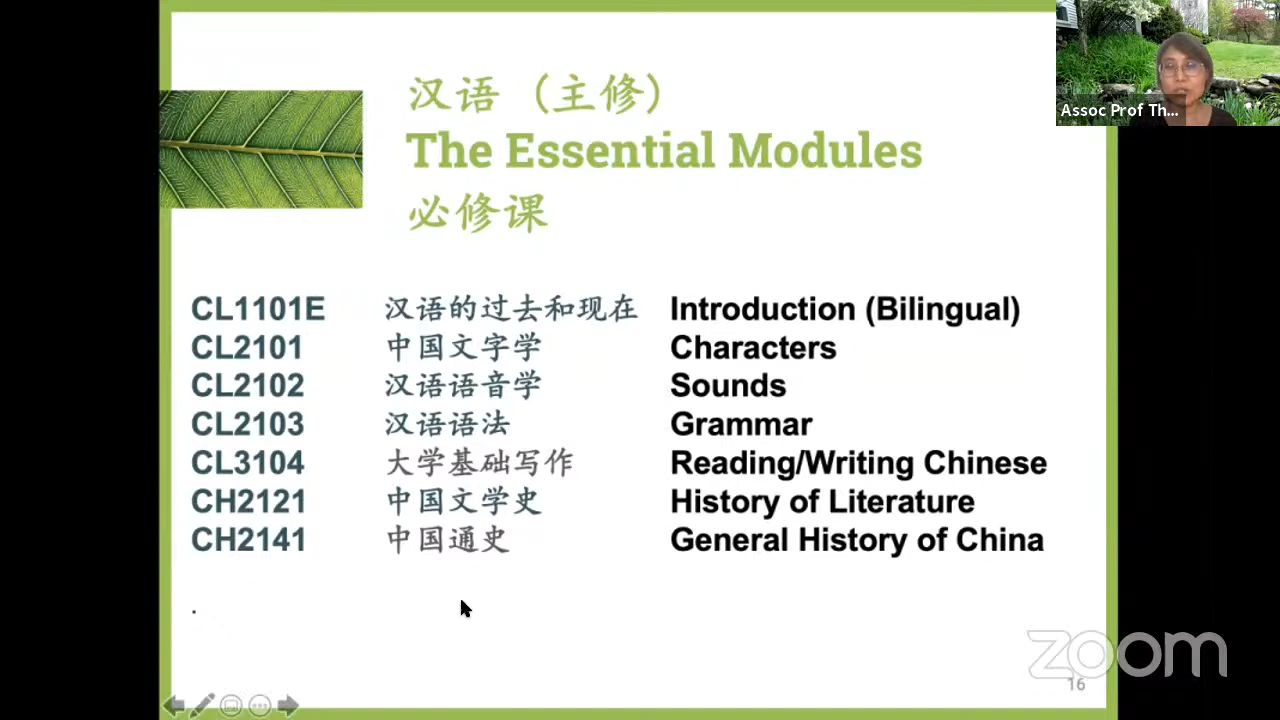 汉语（主修）
The Essential Modules
必修课
Assoc Prof Th...
CL1101E 汉语的过去和现在 Introduction (Bilingual)
CL2101 中国文字学 Characters
CL2102 汉语语音学 Sounds
CL2103 汉语语法 Grammar
CL3104 大学基础写作 Reading/Writing Chinese
CH2121 中国文学史 History of Literature
CH2141 中国通史 General History of China
.
zoom
16